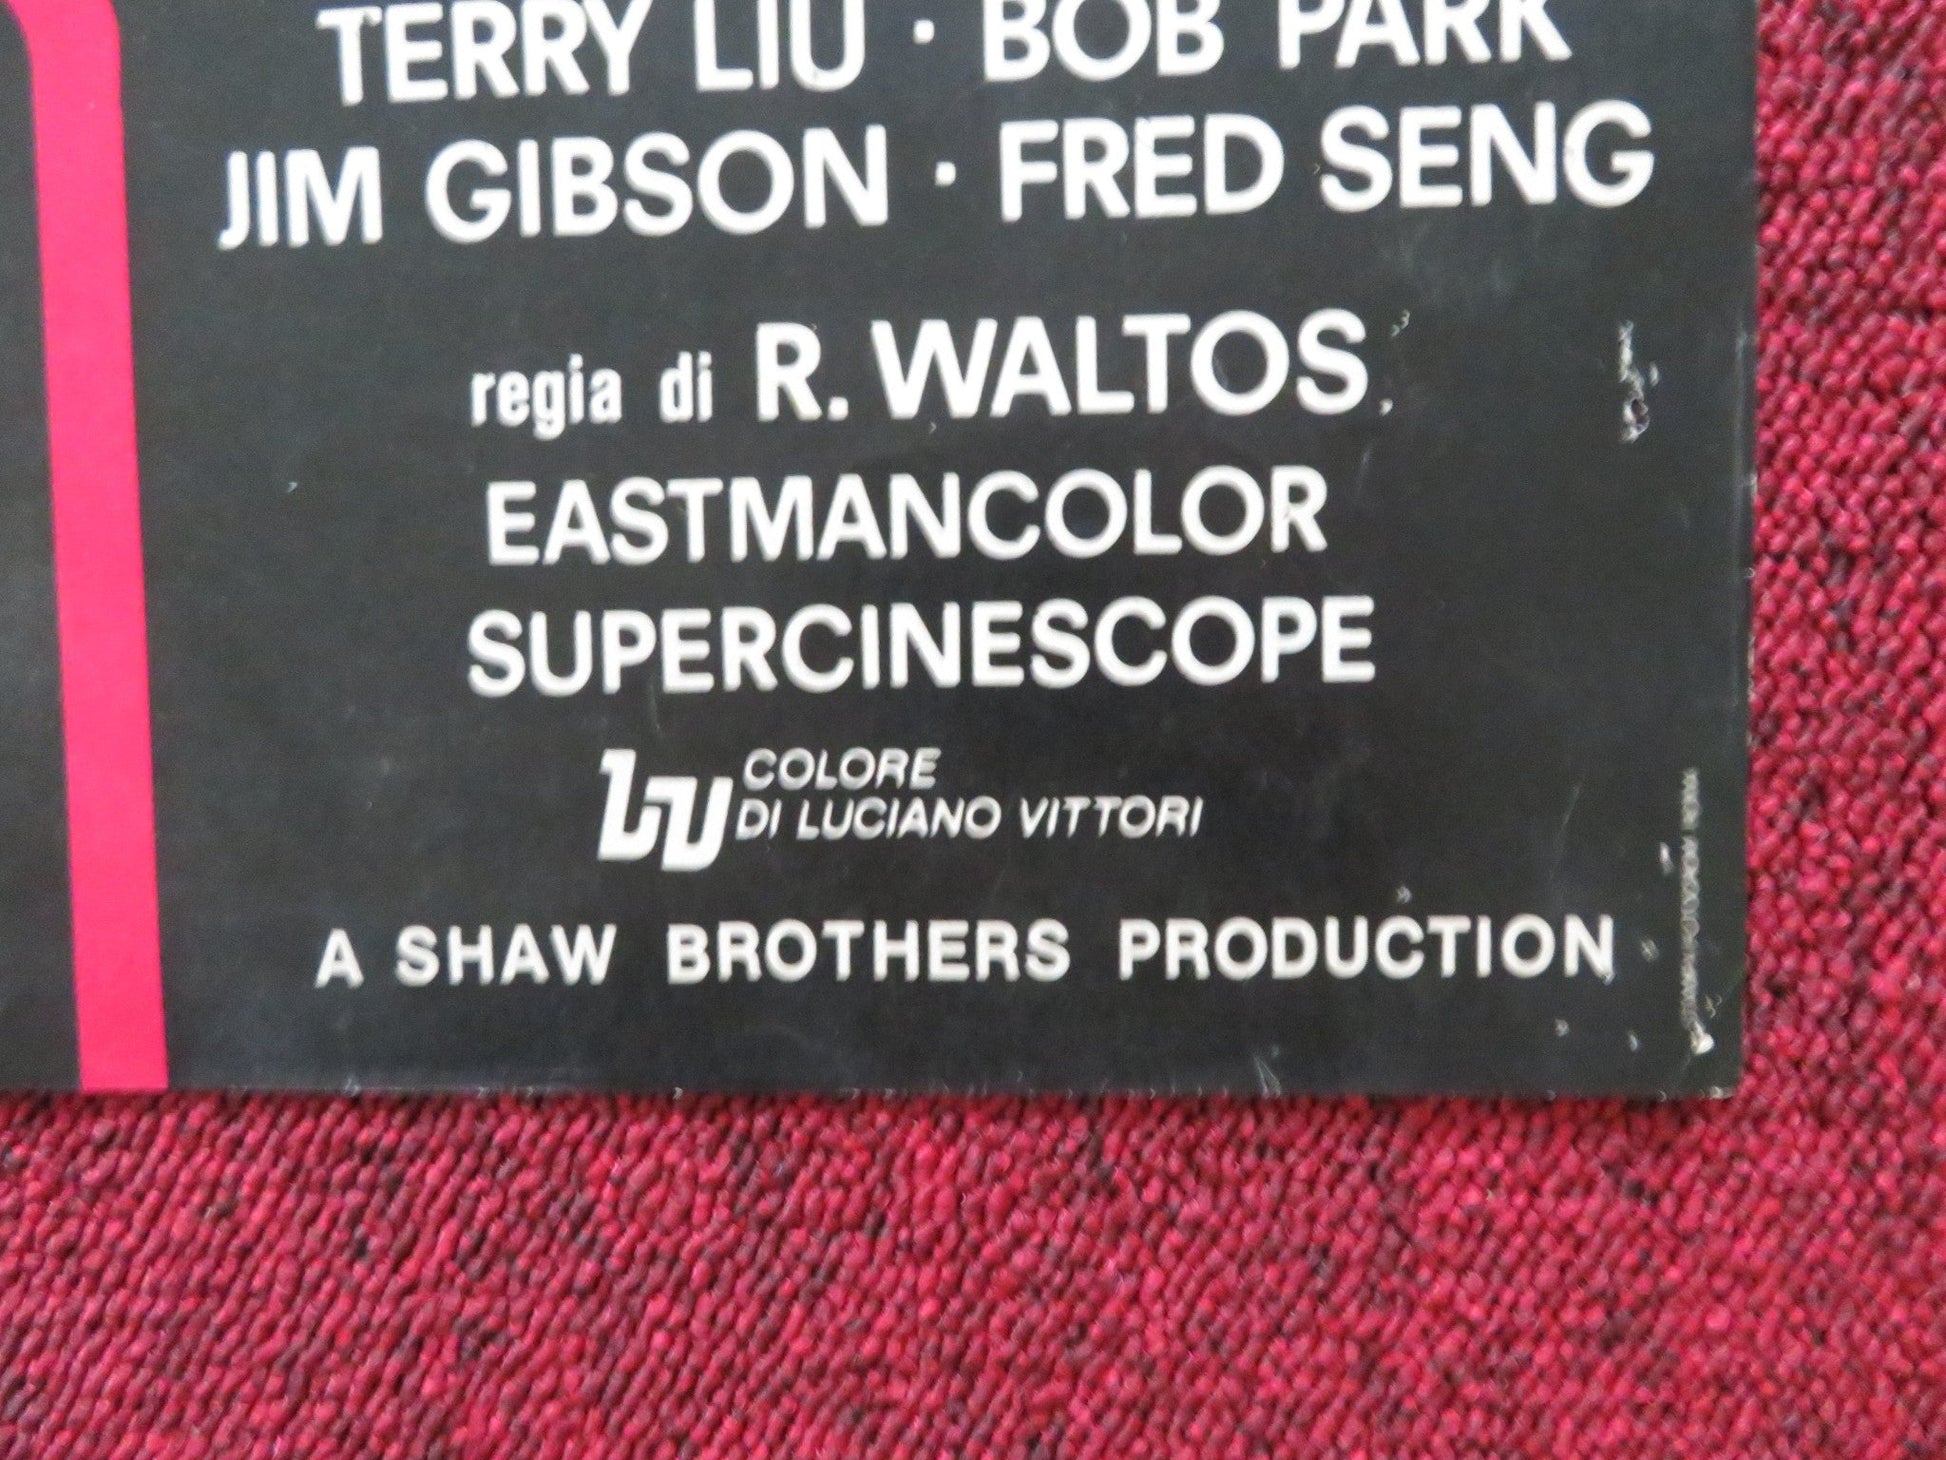 TERRY LIU · BOB PARK
JIM GIBSON · FRED SENG
regia di R. WALTOS
EASTMANCOLOR
SUPERCINESCOPE
LV COLORE
DI LUCIANO VITTORI
A SHAW BROTHERS PRODUCTION